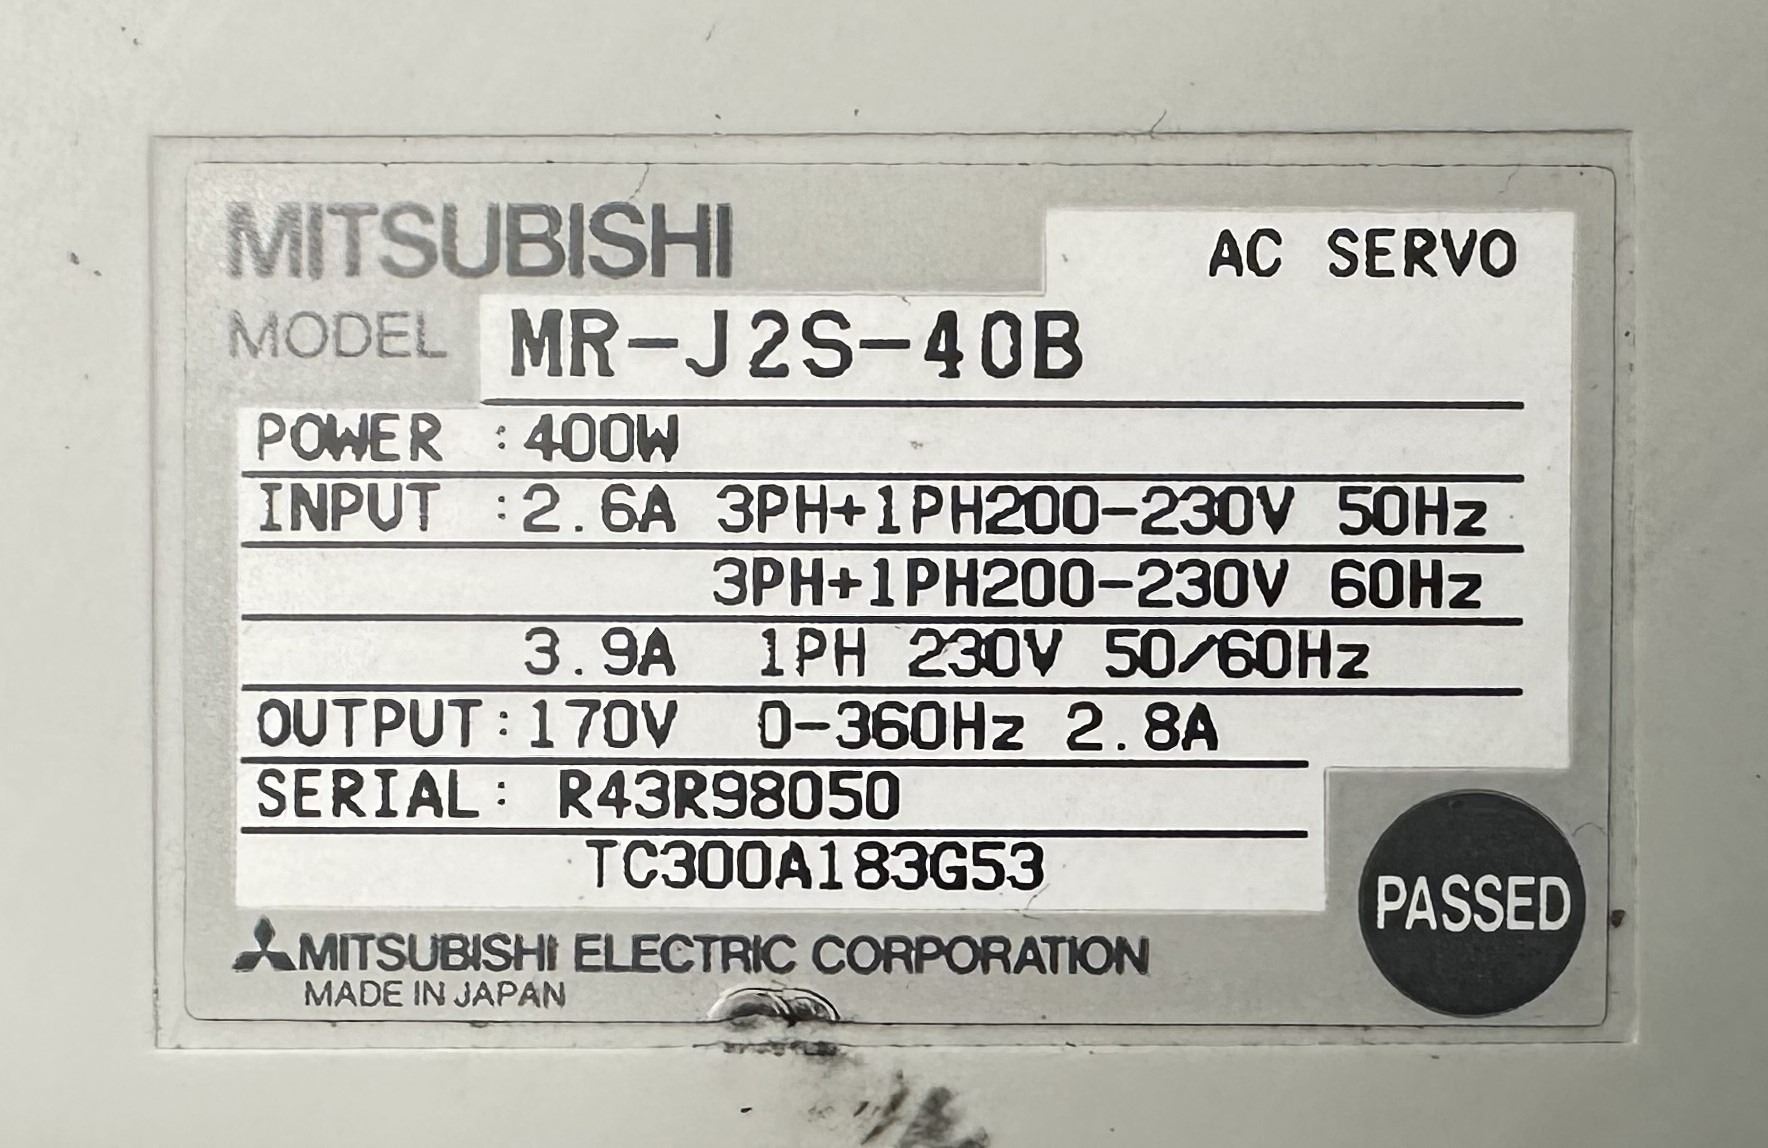 MITSUBISHI
AC SERVO
MODEL MR-J2S-40B
POWER :400W
INPUT :2.6A 3PH+1PH200-230V 50Hz
3PH+1PH200-230V 60Hz
3.9A 1PH 230V 50/60Hz
OUTPUT:170V 0-360Hz 2.8A
SERIAL: R43R98050
TC300A183G53
PASSED
MITSUBISHI ELECTRIC CORPORATION
MADE IN JAPAN